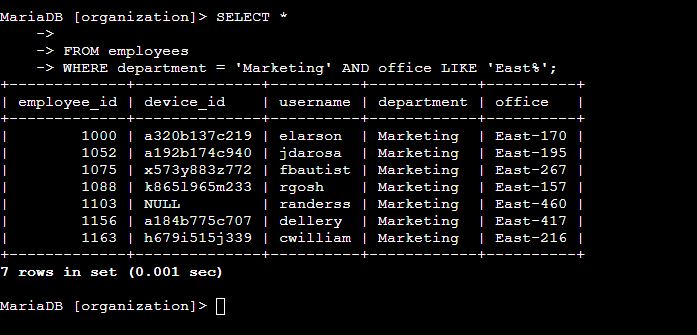 MariaDB [organization]> SELECT *
    ->
    -> FROM employees
    -> WHERE department = 'Marketing' AND office LIKE 'East%';
+-------------+--------------+----------+------------+----------+
| employee_id | device_id    | username | department | office   |
+-------------+--------------+----------+------------+----------+
|        1000 | a320b137c219 | elarson  | Marketing  | East-170 |
|        1052 | a192b174c940 | jdarosa  | Marketing  | East-195 |
|        1075 | x573y883z772 | fbautist | Marketing  | East-267 |
|        1088 | k865l965m233 | rgosh    | Marketing  | East-157 |
|        1103 | NULL         | randerss | Marketing  | East-460 |
|        1156 | a184b775c707 | dellery  | Marketing  | East-417 |
|        1163 | h679i515j339 | cwilliam | Marketing  | East-216 |
+-------------+--------------+----------+------------+----------+
7 rows in set (0.001 sec)
MariaDB [organization]>